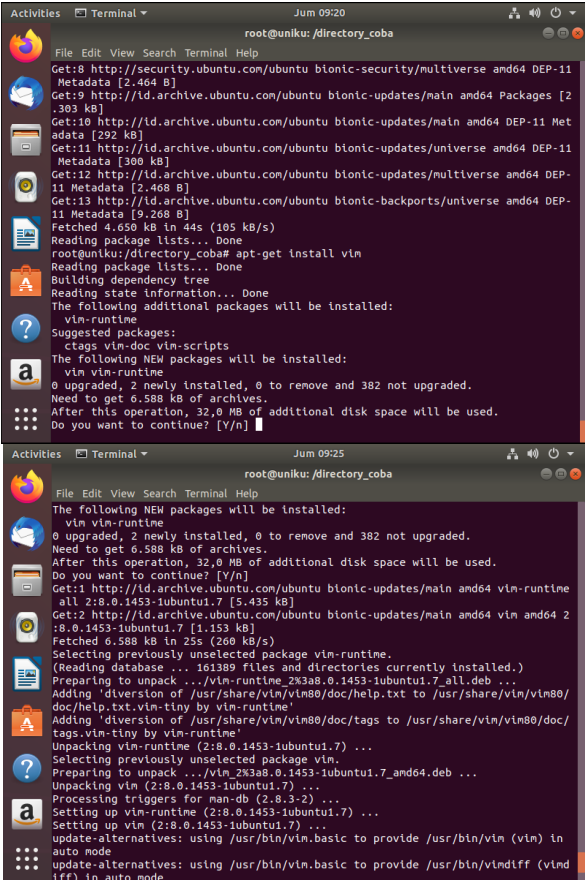 Activities Terminal Jum 09:20
root@uniku: /directory_coba
File Edit View Search Terminal Help
Get:8 http://security.ubuntu.com/ubuntu bionic-security/multiverse amd64 DEP-11
 Metadata [2.464 B]
Get:9 http://id.archive.ubuntu.com/ubuntu bionic-updates/main amd64 Packages [2
.303 kB]
Get:10 http://id.archive.ubuntu.com/ubuntu bionic-updates/main amd64 DEP-11 Met
adata [292 kB]
Get:11 http://id.archive.ubuntu.com/ubuntu bionic-updates/universe amd64 DEP-11
 Metadata [300 kB]
Get:12 http://id.archive.ubuntu.com/ubuntu bionic-updates/multiverse amd64 DEP-
11 Metadata [2.468 B]
Get:13 http://id.archive.ubuntu.com/ubuntu bionic-backports/universe amd64 DEP-
11 Metadata [9.268 B]
Fetched 4.650 kB in 44s (105 kB/s)
Reading package lists... Done
root@uniku:/directory_coba# apt-get install vim
Reading package lists... Done
Building dependency tree
Reading state information... Done
The following additional packages will be installed:
  vim-runtime
Suggested packages:
  ctags vim-doc vim-scripts
The following NEW packages will be installed:
  vim vim-runtime
0 upgraded, 2 newly installed, 0 to remove and 382 not upgraded.
Need to get 6.588 kB of archives.
After this operation, 32,0 MB of additional disk space will be used.
Do you want to continue? [Y/n]
Activities Terminal Jum 09:25
root@uniku: /directory_coba
File Edit View Search Terminal Help
The following NEW packages will be installed:
  vim vim-runtime
0 upgraded, 2 newly installed, 0 to remove and 382 not upgraded.
Need to get 6.588 kB of archives.
After this operation, 32,0 MB of additional disk space will be used.
Do you want to continue? [Y/n]
Get:1 http://id.archive.ubuntu.com/ubuntu bionic-updates/main amd64 vim-runtime
 all 2:8.0.1453-1ubuntu1.7 [5.435 kB]
Get:2 http://id.archive.ubuntu.com/ubuntu bionic-updates/main amd64 vim amd64 2
:8.0.1453-1ubuntu1.7 [1.153 kB]
Fetched 6.588 kB in 25s (260 kB/s)
Selecting previously unselected package vim-runtime.
(Reading database ... 161389 files and directories currently installed.)
Preparing to unpack .../vim-runtime_2%3a8.0.1453-1ubuntu1.7_all.deb ...
Adding 'diversion of /usr/share/vim/vim80/doc/help.txt to /usr/share/vim/vim80/
doc/help.txt.vim-tiny by vim-runtime'
Adding 'diversion of /usr/share/vim/vim80/doc/tags to /usr/share/vim/vim80/doc/
tags.vim-tiny by vim-runtime'
Unpacking vim-runtime (2:8.0.1453-1ubuntu1.7) ...
Selecting previously unselected package vim.
Preparing to unpack .../vim_2%3a8.0.1453-1ubuntu1.7_amd64.deb ...
Unpacking vim (2:8.0.1453-1ubuntu1.7) ...
Processing triggers for man-db (2.8.3-2) ...
Setting up vim-runtime (2:8.0.1453-1ubuntu1.7) ...
Setting up vim (2:8.0.1453-1ubuntu1.7) ...
update-alternatives: using /usr/bin/vim.basic to provide /usr/bin/vim (vim) in
auto mode
update-alternatives: using /usr/bin/vim.basic to provide /usr/bin/vimdiff (vimd
iff) in auto mode